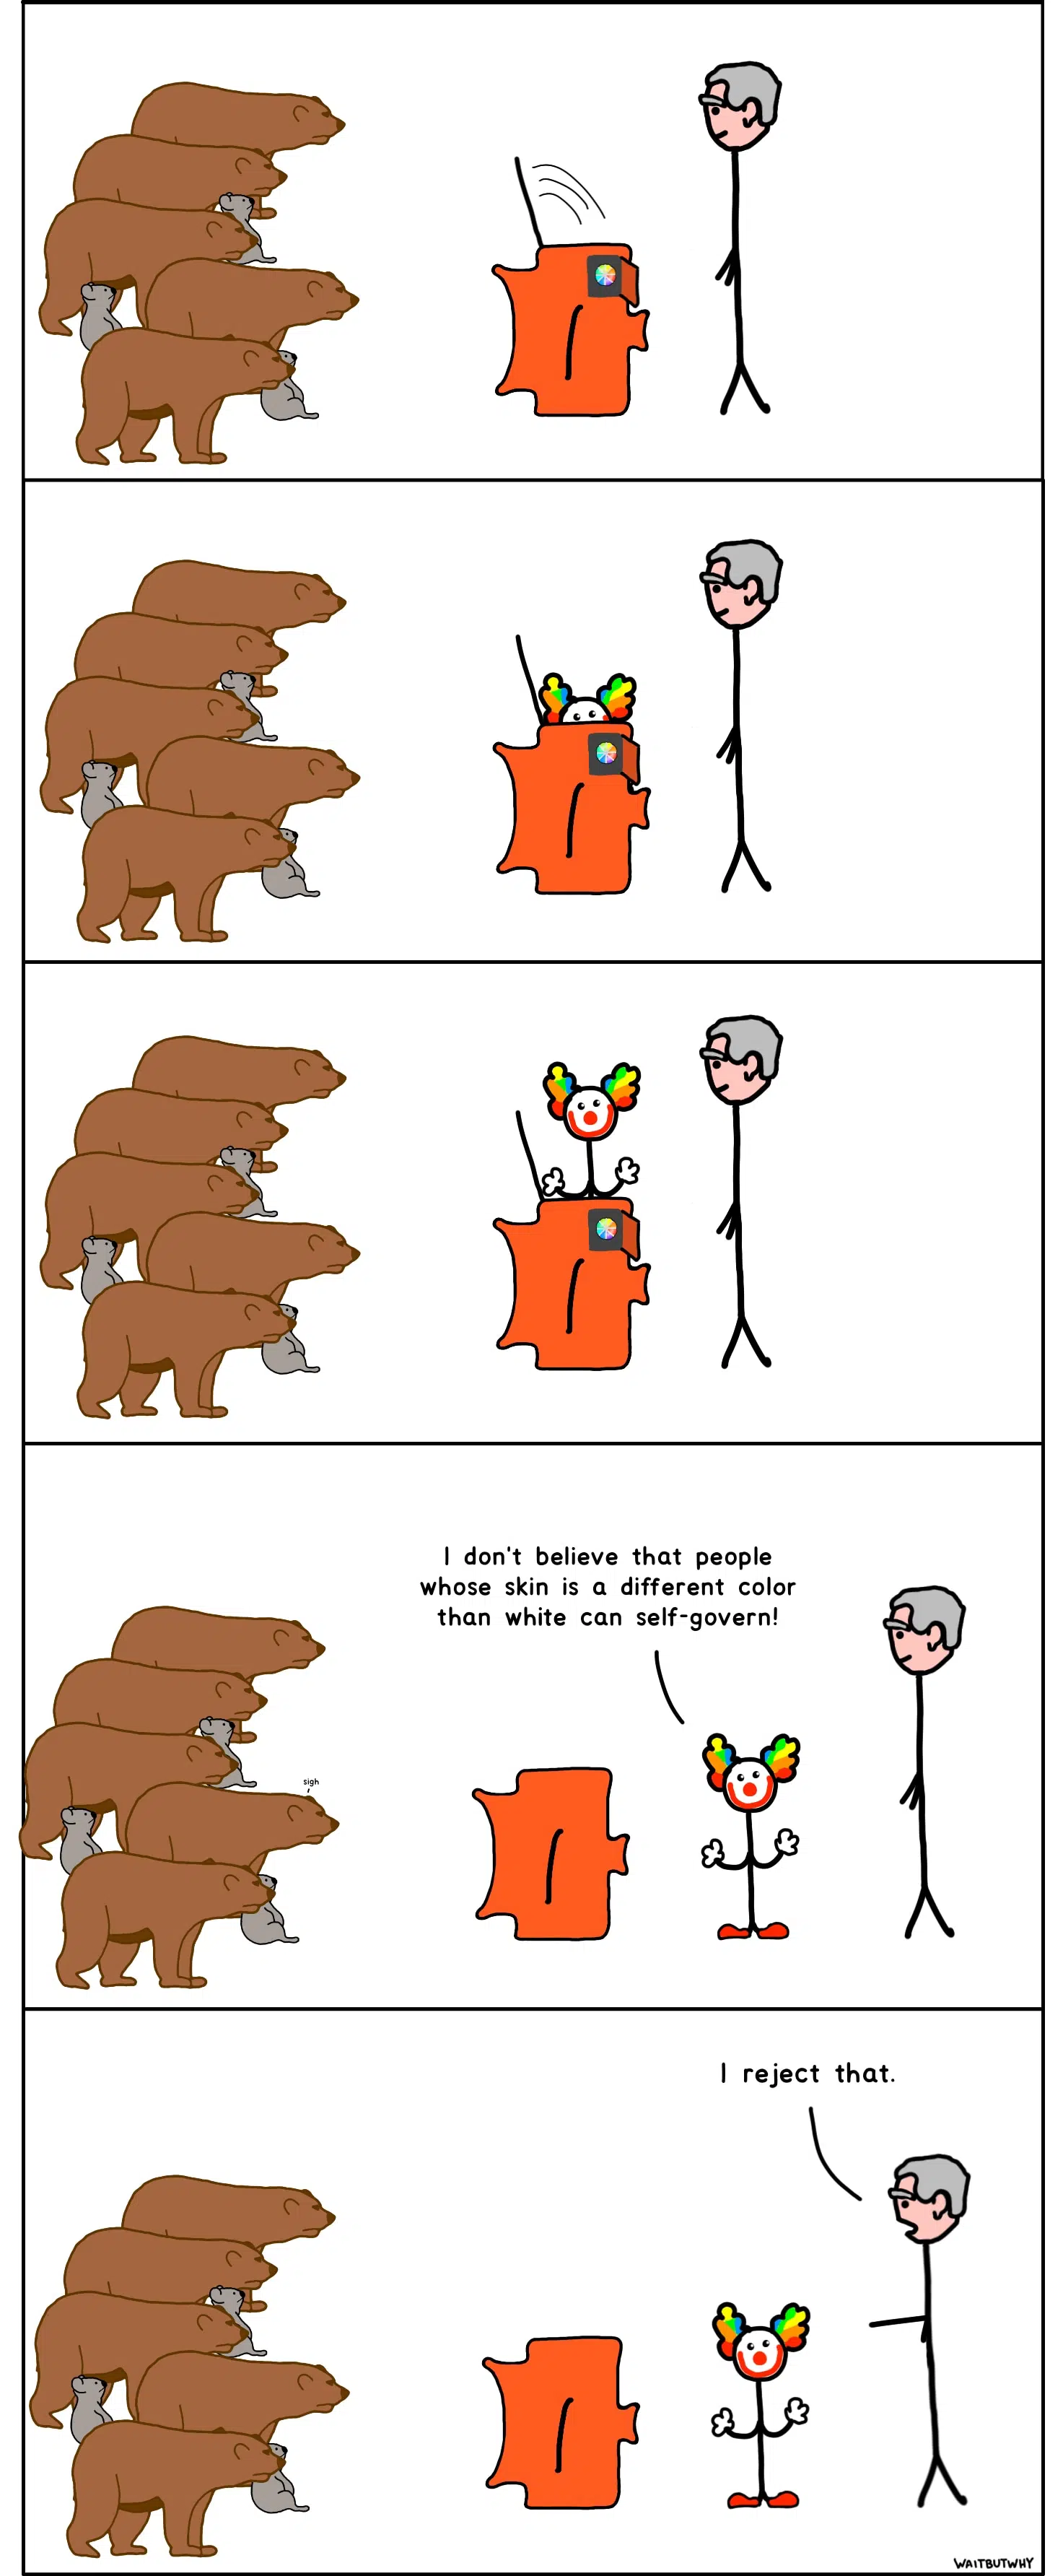 I don't believe that people
whose skin is a different color
than white can self-govern!
sigh
I reject that.
WAITBUTWHY